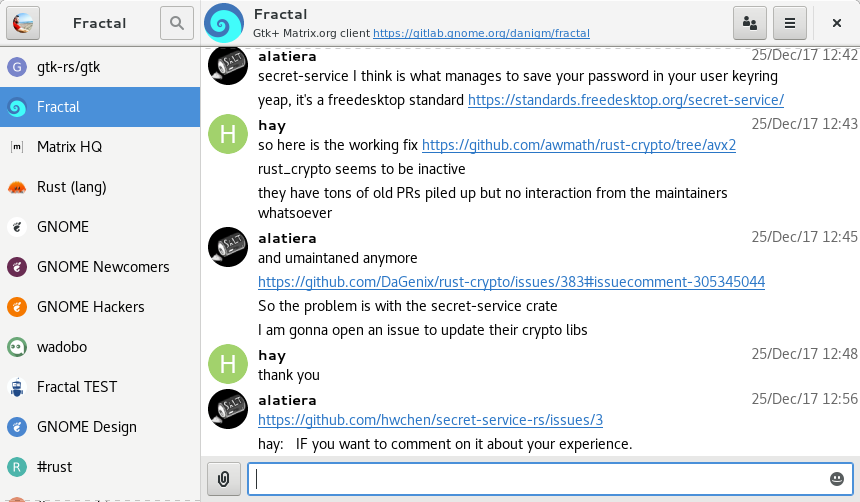 Fractal
Fractal
Gtk+ Matrix.org client https://gitlab.gnome.org/danigm/fractal
G
gtk-rs/gtk
Fractal
[m]
Matrix HQ
Rust (lang)
GNOME
GNOME Newcomers
GNOME Hackers
wadobo
Fractal TEST
GNOME Design
R
#rust
SALT
alatiera
25/Dec/17 12:42
secret-service I think is what manages to save your password in your user keyring
yeap, it's a freedesktop standard https://standards.freedesktop.org/secret-service/
H
hay
25/Dec/17 12:43
so here is the working fix https://github.com/awmath/rust-crypto/tree/avx2
rust_crypto seems to be inactive
they have tons of old PRs piled up but no interaction from the maintainers
whatsoever
SALT
alatiera
25/Dec/17 12:45
and umaintaned anymore
https://github.com/DaGenix/rust-crypto/issues/383#issuecomment-305345044
So the problem is with the secret-service crate
I am gonna open an issue to update their crypto libs
H
hay
25/Dec/17 12:48
thank you
SALT
alatiera
25/Dec/17 12:56
https://github.com/hwchen/secret-service-rs/issues/3
hay: IF you want to comment on it about your experience.